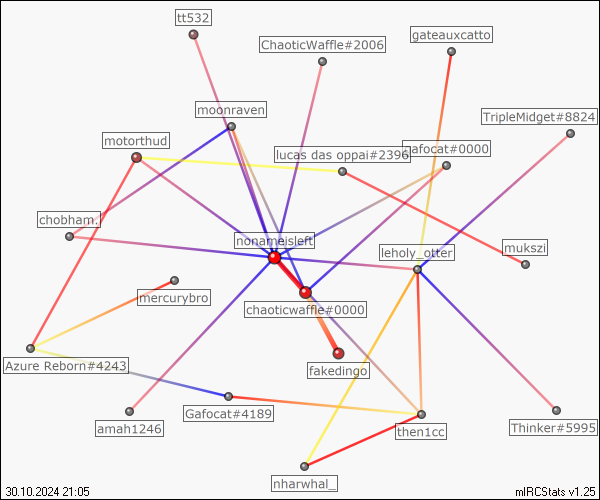 tt532
gateauxcatto
ChaoticWaffle#2006
moonraven
TripleMidget#8824
motorthud
lucas das oppai#2396
gafocat#0000
chobham.
nonameisleft
leholy_otter
mukszi
mercurybro
chaoticwaffle#0000
Azure Reborn#4243
fakedingo
Gafocat#4189
amah1246
then1cc
Thinker#5995
nharwhal_
30.10.2024 21:05
mIRCStats v1.25